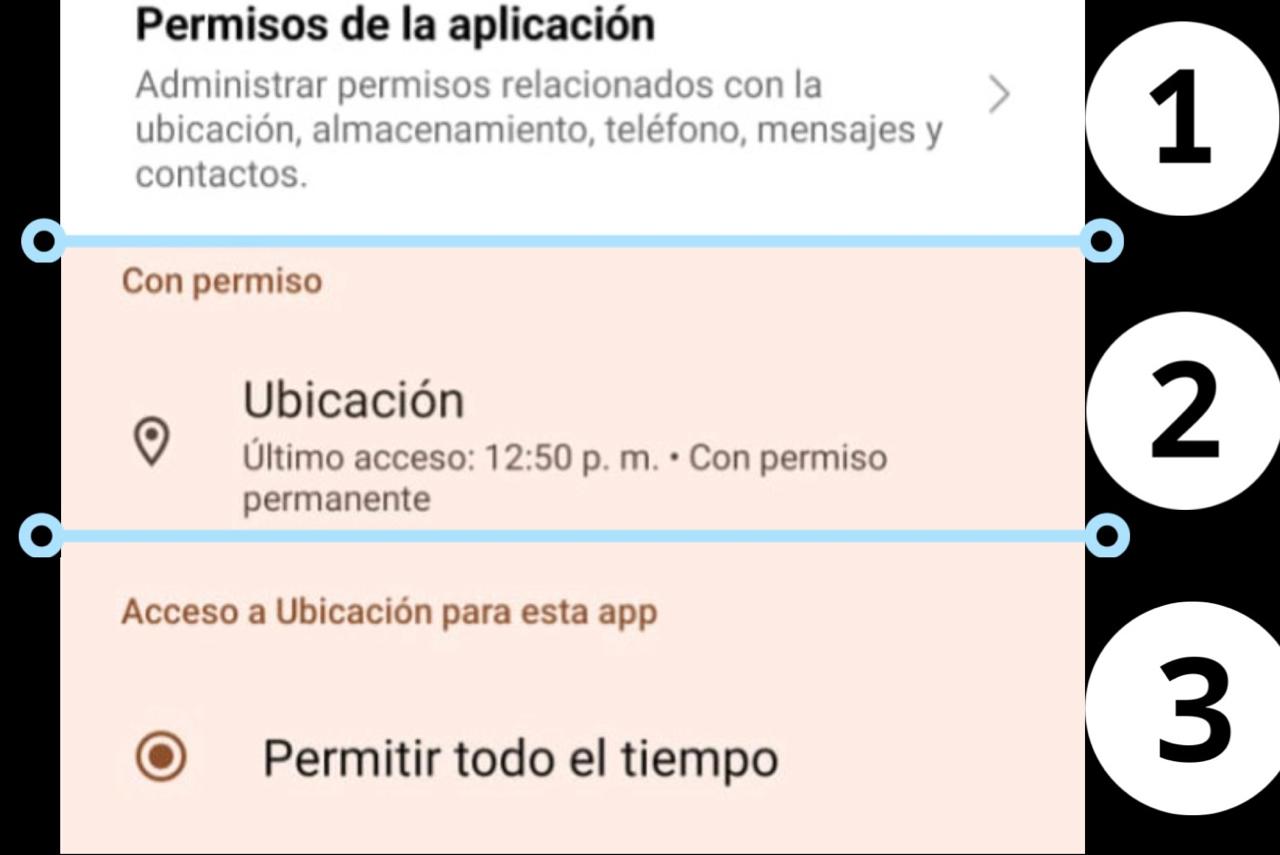 Permisos de la aplicación
Administrar permisos relacionados con la
ubicación, almacenamiento, teléfono, mensajes y
contactos.
1
Con permiso
Ubicación
Último acceso: 12:50 p. m. • Con permiso
permanente
2
Acceso a Ubicación para esta app
Permitir todo el tiempo
3